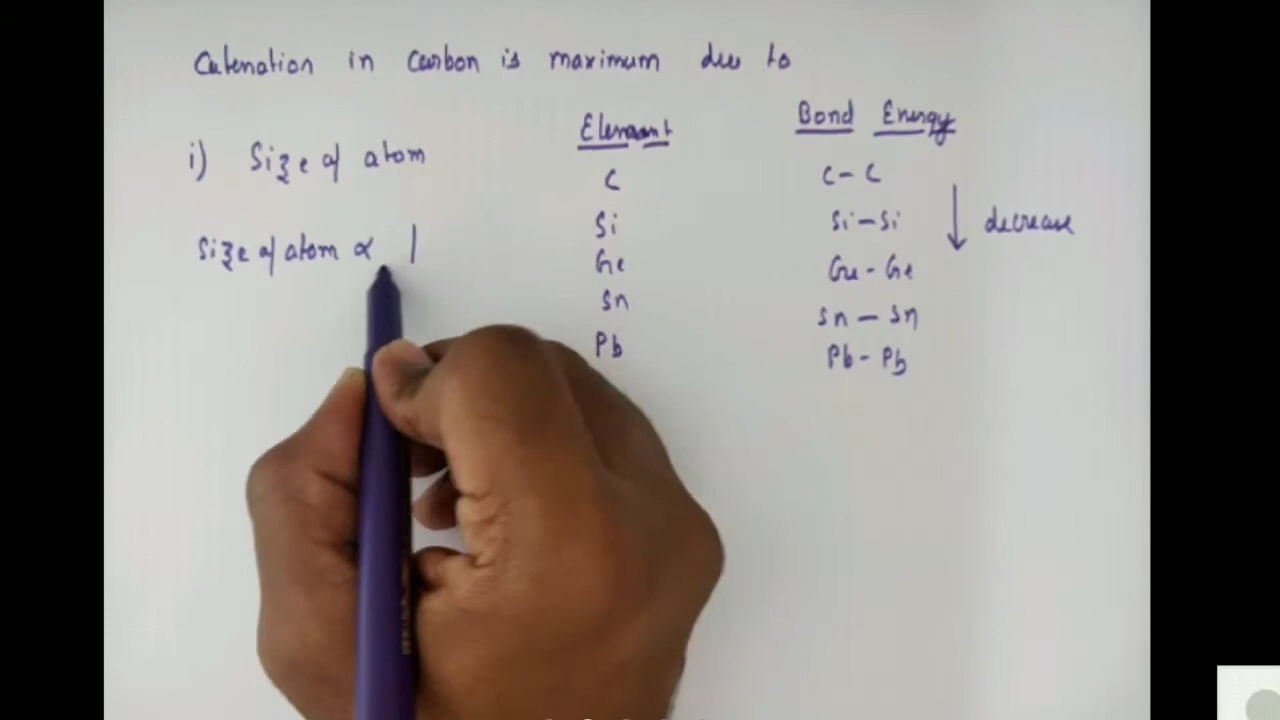 Catenation in Carbon is maximum due to
i) Size of atom
Size of atom ∝ 1
Element
C
Si
Ge
Sn
Pb
Bond Energy
C - C
Si - Si
Ge - Ge
Sn - Sn
Pb - Pb
↓ decrease